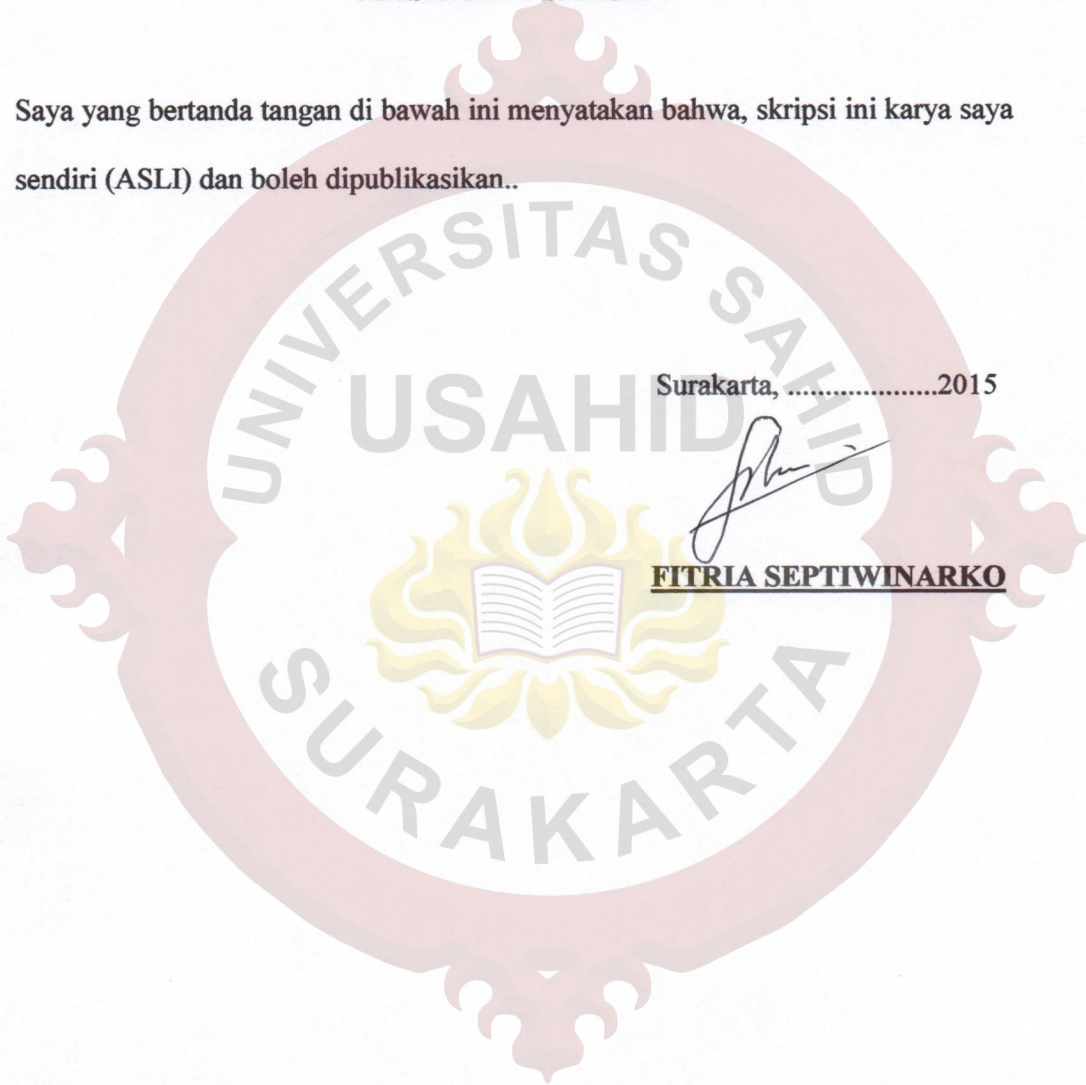 Saya yang bertanda tangan di bawah ini menyatakan bahwa, skripsi ini karya saya
sendiri (ASLI) dan boleh dipublikasikan..
UNIVERSITAS SAHID
USAHID
Surakarta, ....................2015
FITRIA SEPTIWINARKO
SURAKARTA